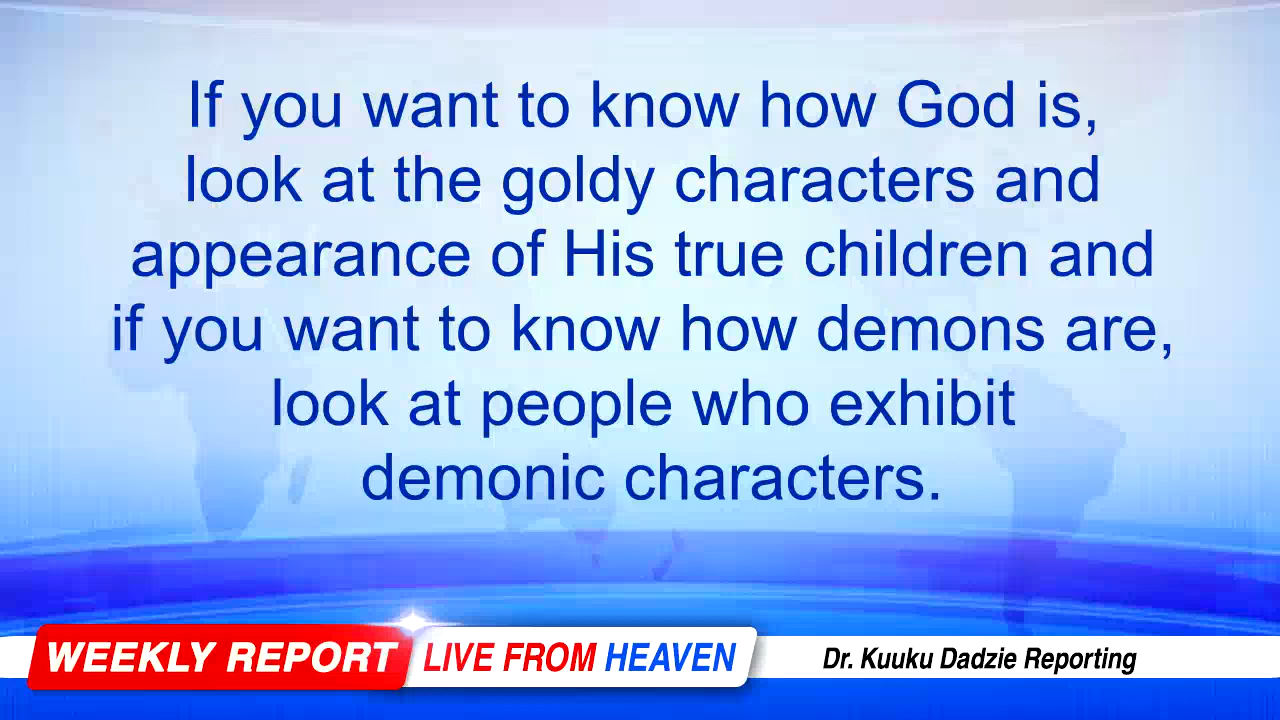 If you want to know how God is,
look at the goldy characters and
appearance of His true children and
if you want to know how demons are,
look at people who exhibit
demonic characters.
WEEKLY REPORT LIVE FROM HEAVEN Dr. Kuuku Dadzie Reporting